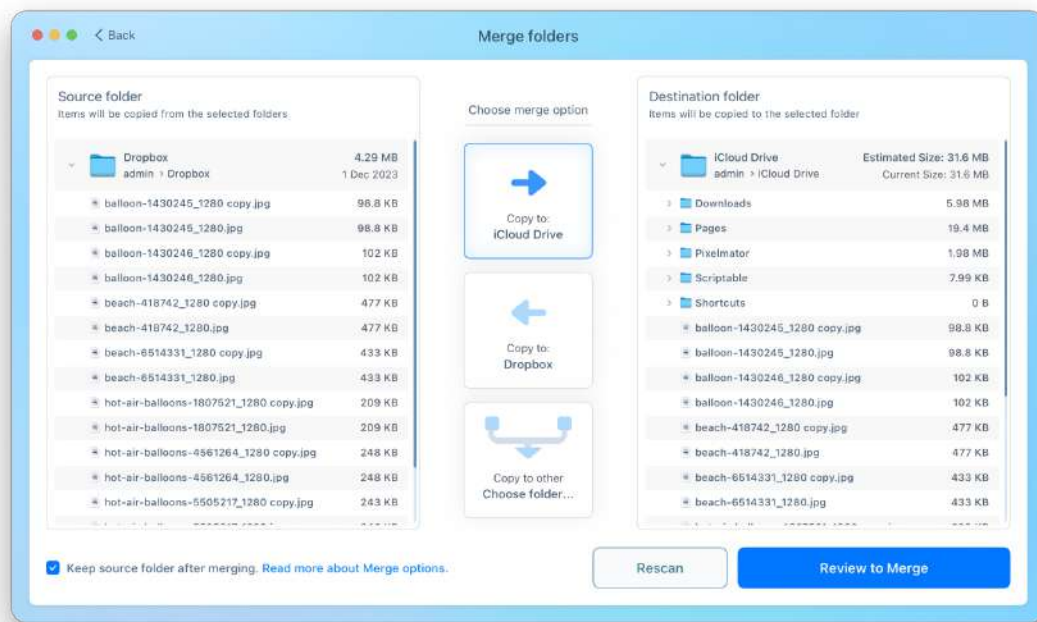 Back
Merge folders
Source folder
Items will be copied from the selected folders
Dropbox 4.29 MB
admin > Dropbox 1 Dec 2023
balloon-1430245_1280 copy.jpg 98.8 KB
balloon-1430245_1280.jpg 98.8 KB
balloon-1430246_1280 copy.jpg 102 KB
balloon-1430246_1280.jpg 102 KB
beach-418742_1280 copy.jpg 477 KB
beach-418742_1280.jpg 477 KB
beach-6514331_1280 copy.jpg 433 KB
beach-6514331_1280.jpg 433 KB
hot-air-balloons-1807521_1280 copy.jpg 209 KB
hot-air-balloons-1807521_1280.jpg 209 KB
hot-air-balloons-4561264_1280 copy.jpg 248 KB
hot-air-balloons-4561264_1280.jpg 248 KB
hot-air-balloons-5505217_1280 copy.jpg 243 KB
Choose merge option
Copy to:
iCloud Drive
Copy to:
Dropbox
Copy to other
Choose folder...
Destination folder
Items will be copied to the selected folder
iCloud Drive Estimated Size: 31.6 MB
admin > iCloud Drive Current Size: 31.6 MB
Downloads 5.98 MB
Pages 19.4 MB
Pixelmator 1.98 MB
Scriptable 7.99 KB
Shortcuts 0 B
balloon-1430245_1280 copy.jpg 98.8 KB
balloon-1430245_1280.jpg 98.8 KB
balloon-1430246_1280 copy.jpg 102 KB
balloon-1430246_1280.jpg 102 KB
beach-418742_1280 copy.jpg 477 KB
beach-418742_1280.jpg 477 KB
beach-6514331_1280 copy.jpg 433 KB
beach-6514331_1280.jpg 433 KB
Keep source folder after merging. Read more about Merge options.
Rescan
Review to Merge